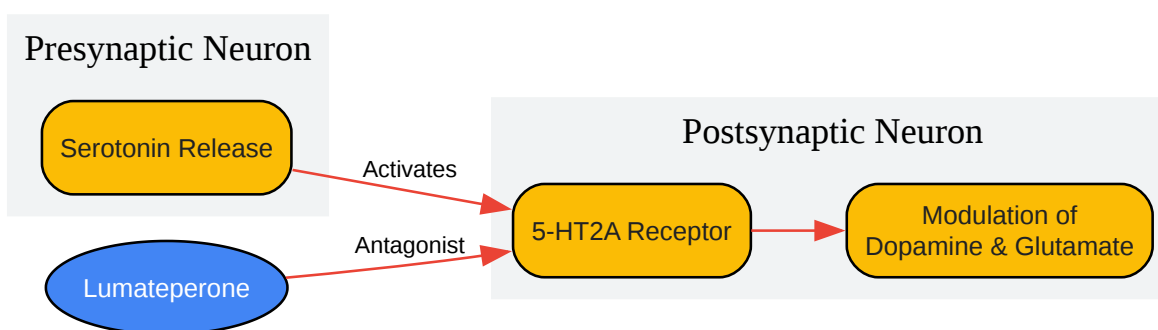 Presynaptic Neuron
Serotonin Release
Activates
Antagonist
Lumateperone
Postsynaptic Neuron
5-HT2A Receptor
Modulation of
Dopamine & Glutamate